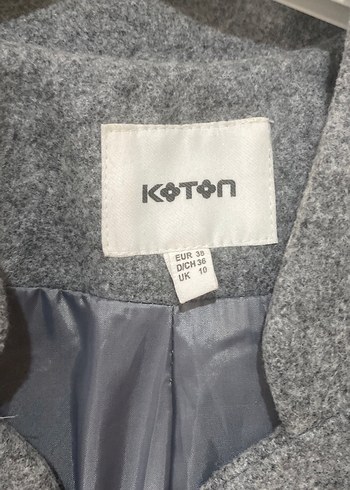 KOTON
EUR 38
D/CH 36
UK 10